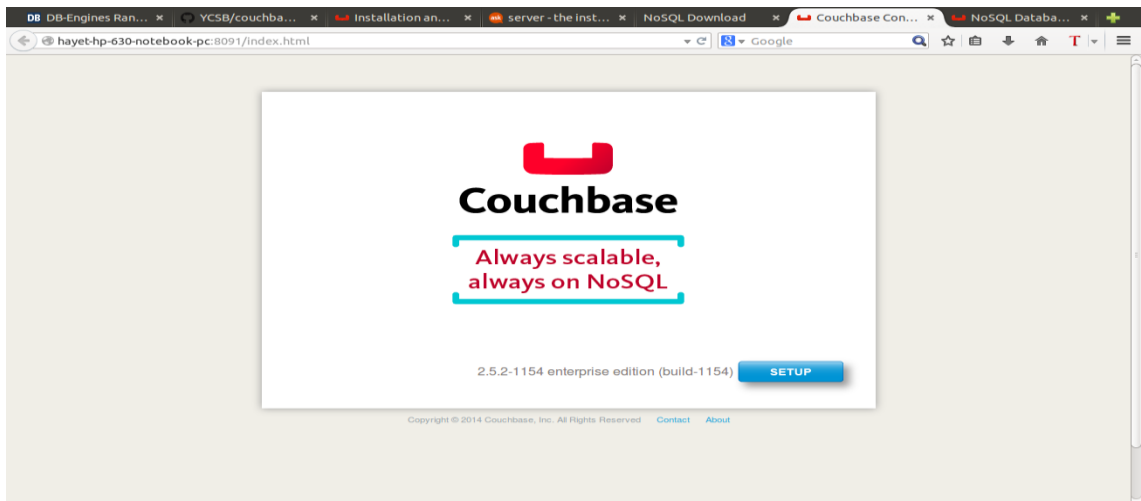 DB DB-Engines Ran... × YCSB/couchba... × Installation an... × server - the inst... × NoSQL Download × Couchbase Con... × NoSQL Databa... ×
hayet-hp-630-notebook-pc:8091/index.html Google
Couchbase
Always scalable,
always on NoSQL
2.5.2-1154 enterprise edition (build-1154) SETUP
Copyright © 2014 Couchbase, Inc. All Rights Reserved Contact About